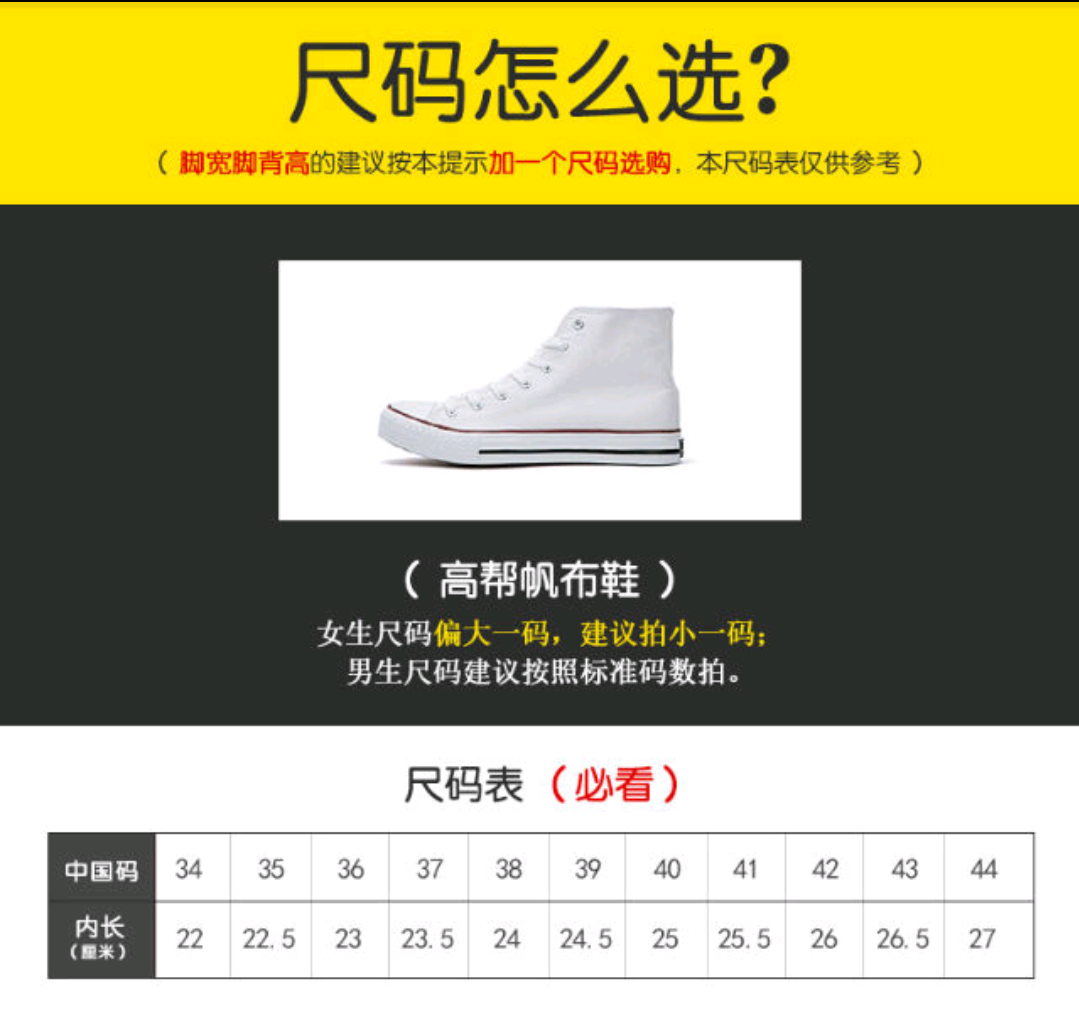 尺码怎么选?
（ 脚宽脚背高的建议按本提示加一个尺码选购，本尺码表仅供参考 ）
（ 高帮帆布鞋 ）
女生尺码偏大一码，建议拍小一码；
男生尺码建议按照标准码数拍。
尺码表（必看）
中国码 34 35 36 37 38 39 40 41 42 43 44
内长（厘米） 22 22.5 23 23.5 24 24.5 25 25.5 26 26.5 27